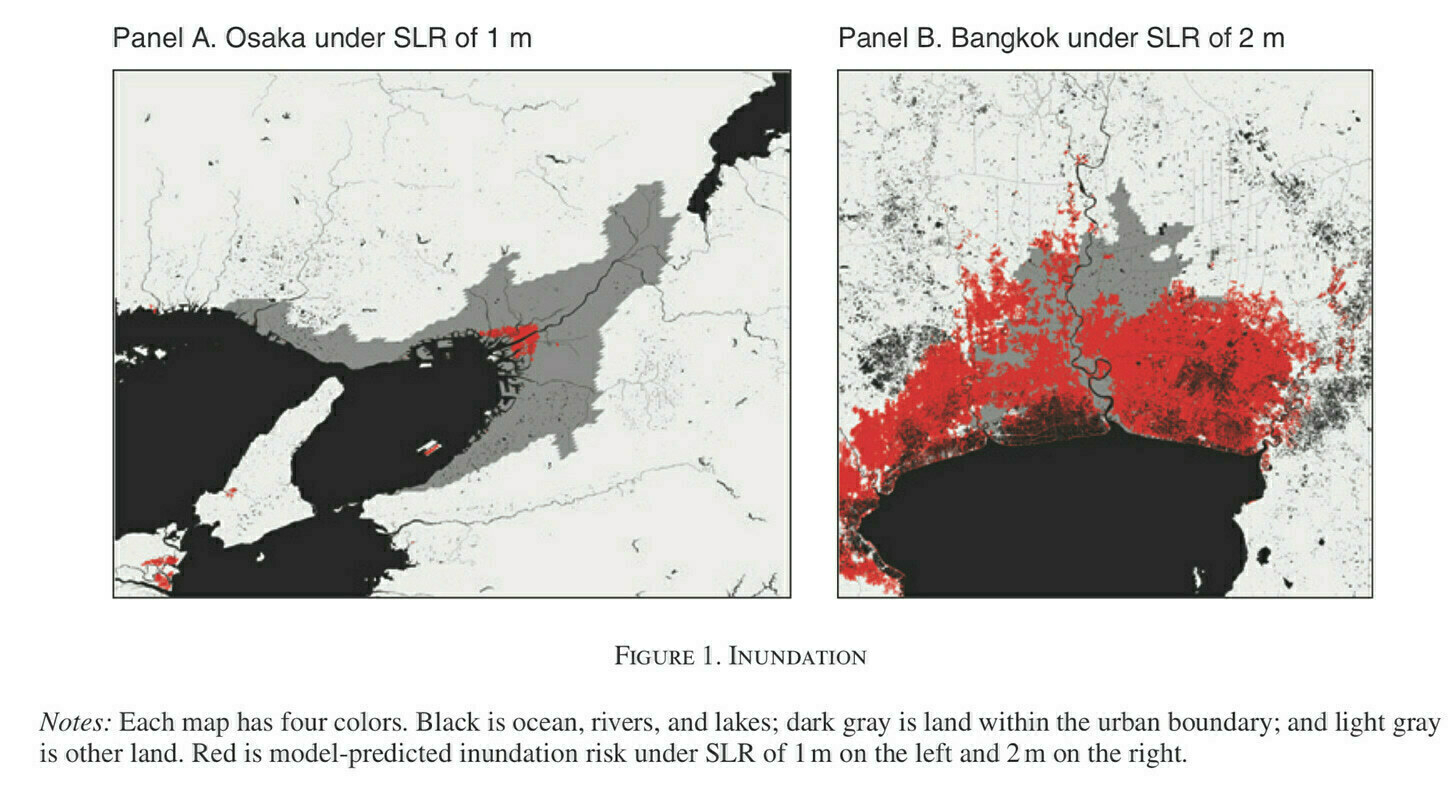 Panel A. Osaka under SLR of 1 m
Panel B. Bangkok under SLR of 2 m
FIGURE 1. INUNDATION
Notes: Each map has four colors. Black is ocean, rivers, and lakes; dark gray is land within the urban boundary; and light gray
is other land. Red is model-predicted inundation risk under SLR of 1 m on the left and 2 m on the right.